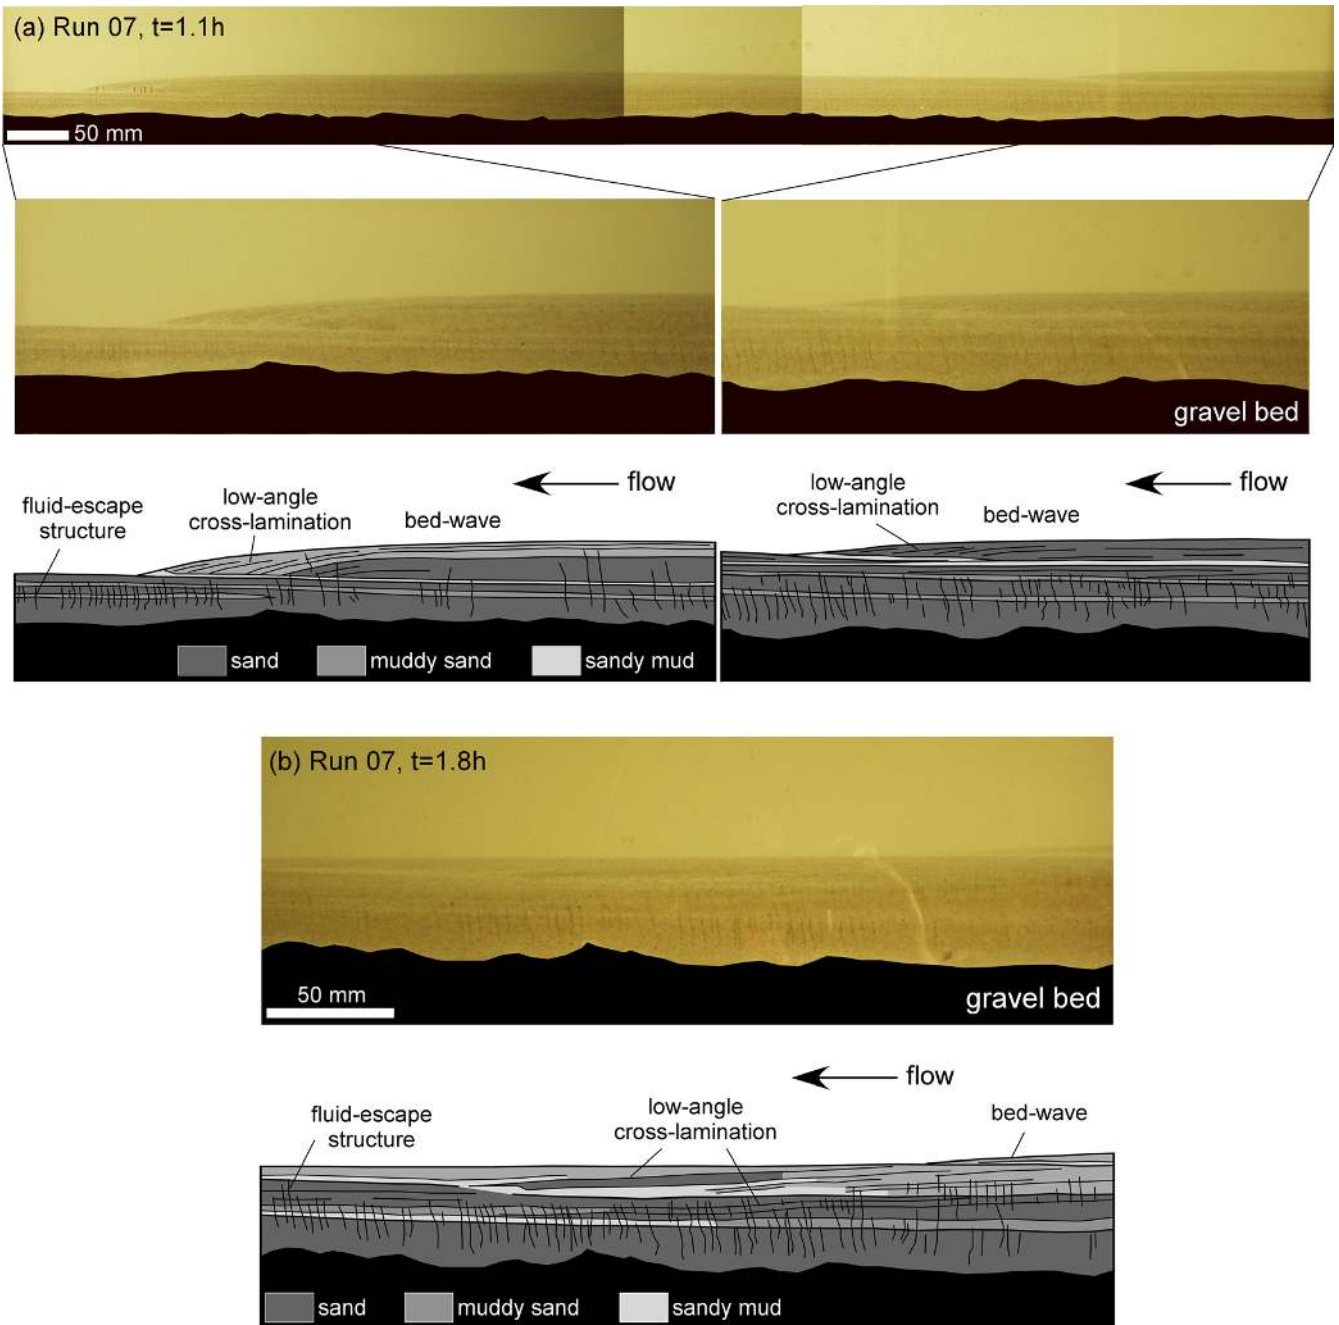 (a) Run 07, t=1.1h
50 mm
gravel bed
flow
low-angle
cross-lamination
bed-wave
fluid-escape
structure
sand
muddy sand
sandy mud
flow
low-angle
cross-lamination
bed-wave
(b) Run 07, t=1.8h
50 mm
gravel bed
flow
fluid-escape
structure
low-angle
cross-lamination
bed-wave
sand
muddy sand
sandy mud